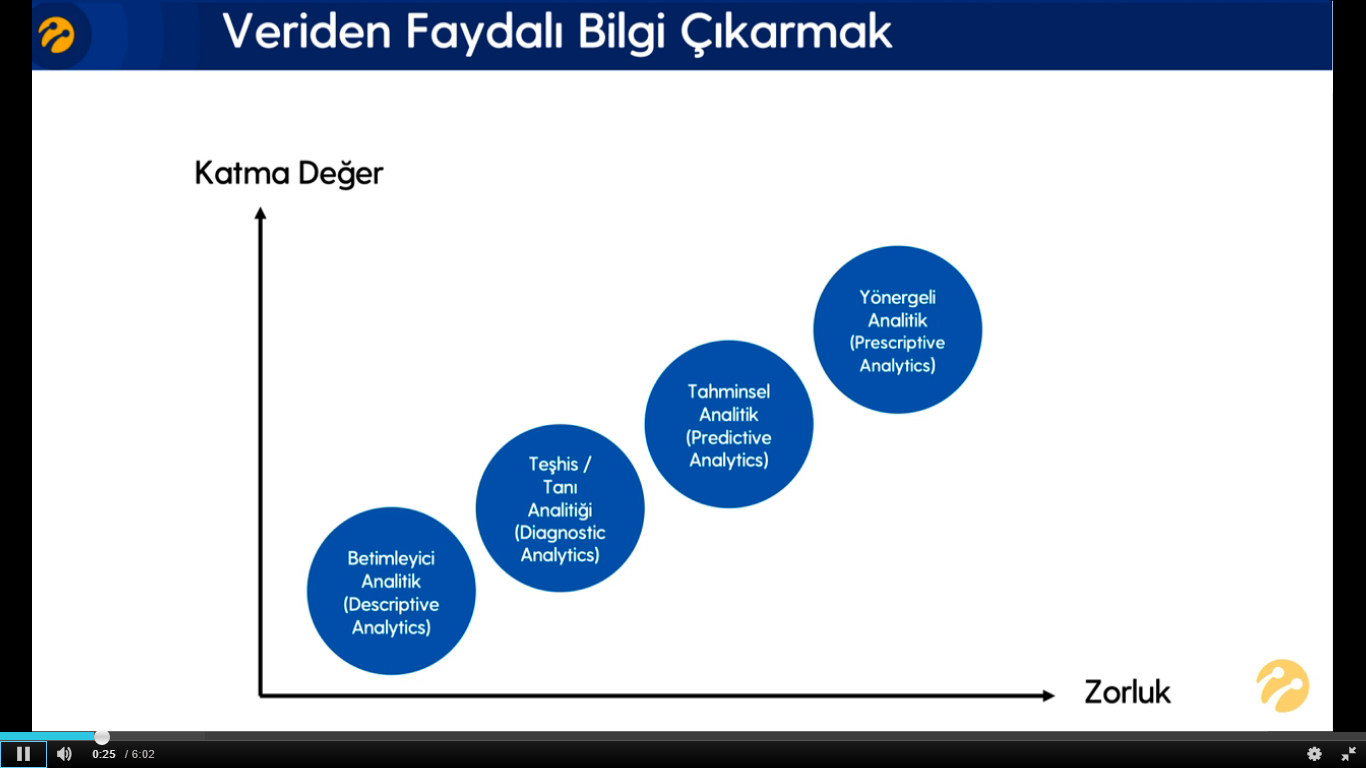 Veriden Faydalı Bilgi Çıkarmak
Katma Değer
Yönergeli
Analitik
(Prescriptive
Analytics)
Tahminsel
Analitik
(Predictive
Analytics)
Teşhis /
Tanı
Analitiği
(Diagnostic
Analytics)
Betimleyici
Analitik
(Descriptive
Analytics)
Zorluk
0:25 / 6:02